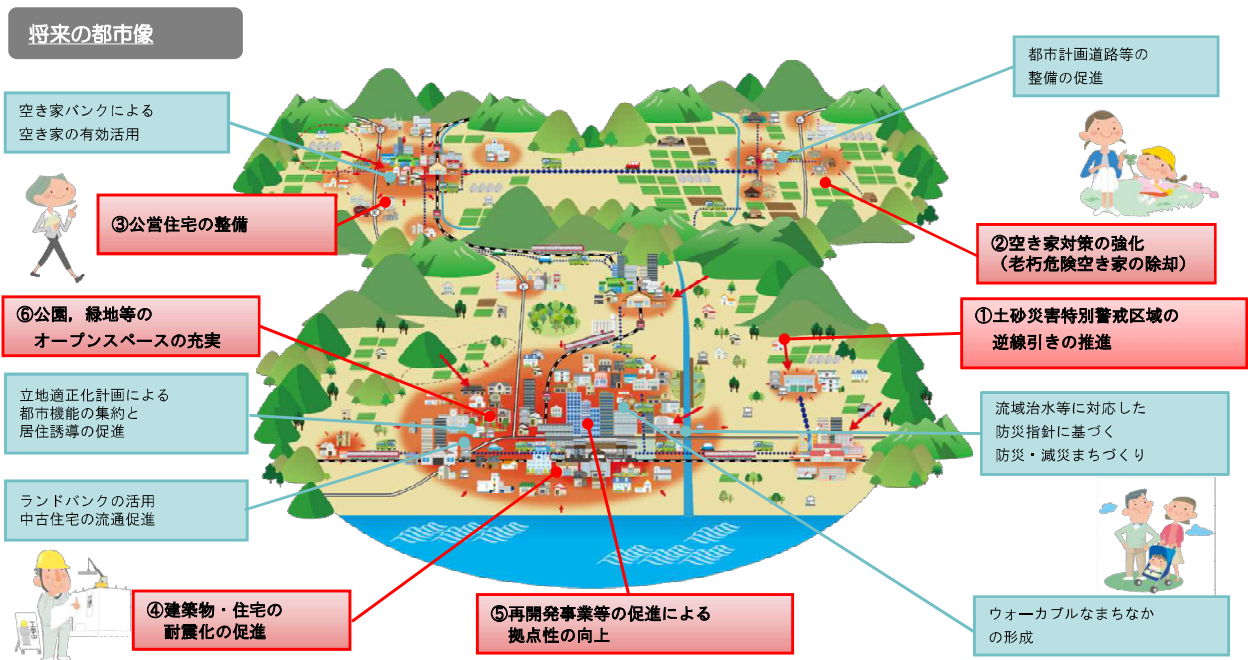 将来の都市像
都市計画道路等の
整備の促進
空き家バンクによる
空き家の有効活用
③公営住宅の整備
②空き家対策の強化
（老朽危険空き家の除却）
⑥公園，緑地等の
オープンスペースの充実
①土砂災害特別警戒区域の
逆線引きの推進
立地適正化計画による
都市機能の集約と
居住誘導の促進
流域治水等に対応した
防災指針に基づく
防災・減災まちづくり
ランドバンクの活用
中古住宅の流通促進
④建築物・住宅の
耐震化の促進
⑤再開発事業等の促進による
拠点性の向上
ウォーカブルなまちなか
の形成